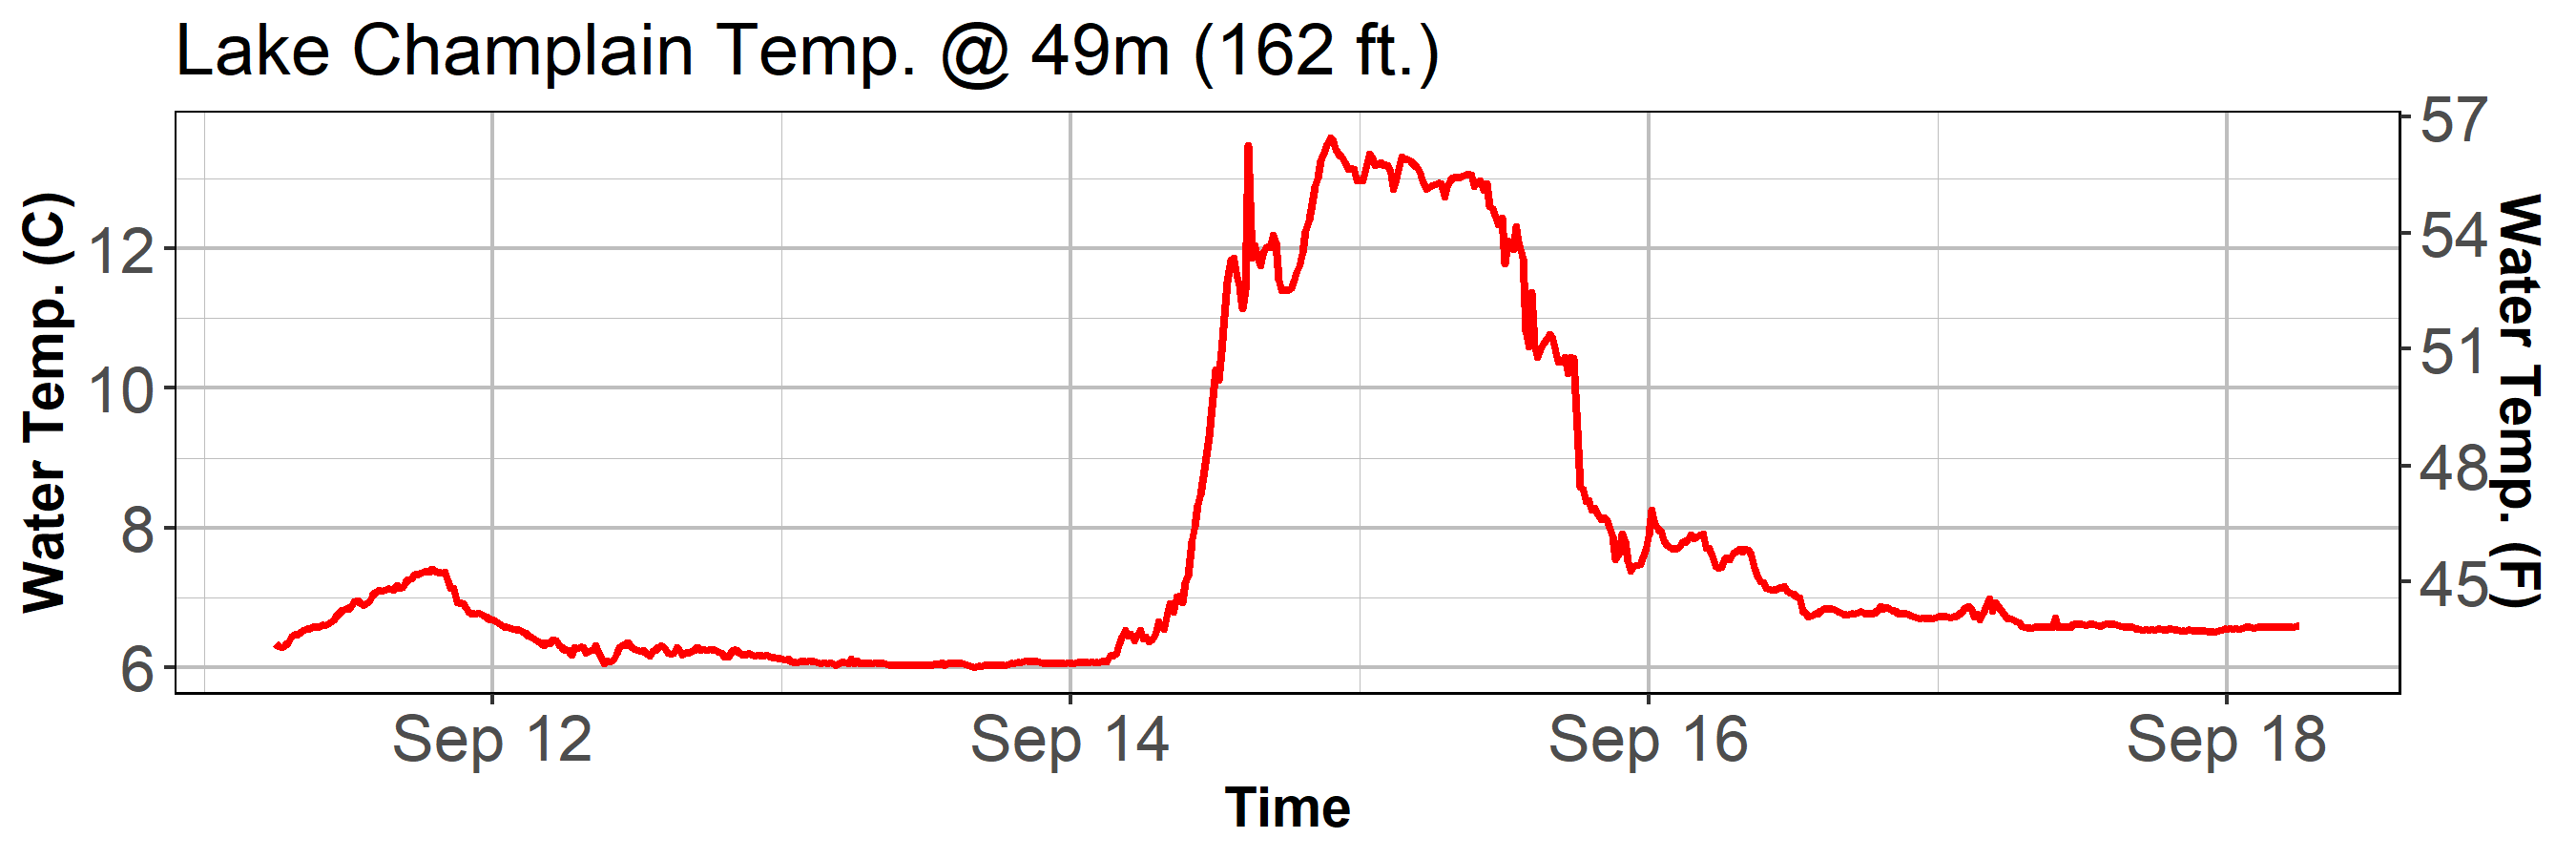 Lake Champlain Temp. @ 49m (162 ft.)
Water Temp. (C)
12
10
8
6
57
54
51
48
45
Water Temp. (F)
Sep 12
Sep 14
Sep 16
Sep 18
Time